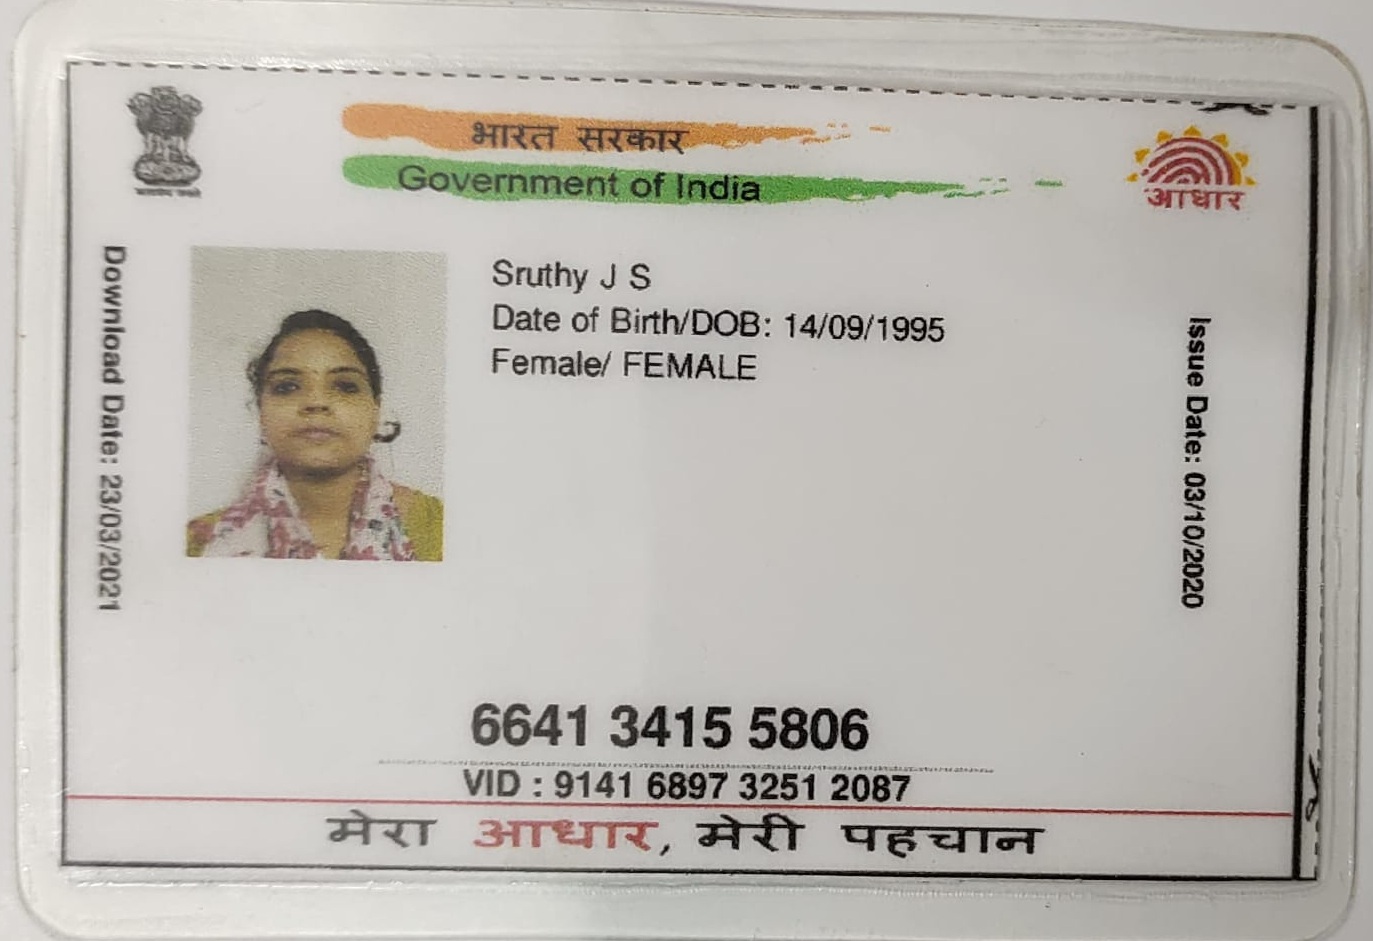 भारत सरकार
Government of India
आधार
Download Date: 23/03/2021
Sruthy J S
Date of Birth/DOB: 14/09/1995
Female/ FEMALE
Issue Date: 03/10/2020
6641 3415 5806
VID : 9141 6897 3251 2087
मेरा आधार, मेरी पहचान